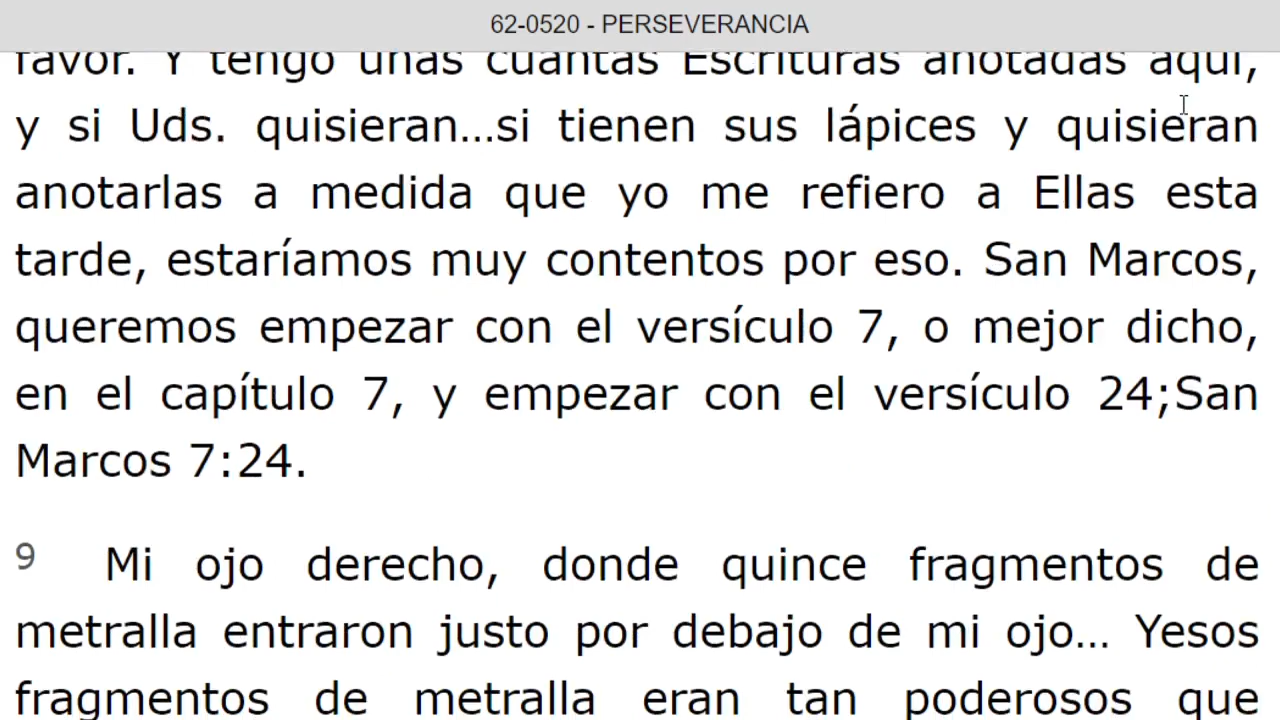 62-0520 - PERSEVERANCIA
favor. Y tengo unas cuantas Escrituras anotadas aquí,
y si Uds. quisieran...si tienen sus lápices y quisieran
anotarlas a medida que yo me refiero a Ellas esta
tarde, estaríamos muy contentos por eso. San Marcos,
queremos empezar con el versículo 7, o mejor dicho,
en el capítulo 7, y empezar con el versículo 24;San
Marcos 7:24.
9 Mi ojo derecho, donde quince fragmentos de
metralla entraron justo por debajo de mi ojo... Yesos
fragmentos de metralla eran tan poderosos que